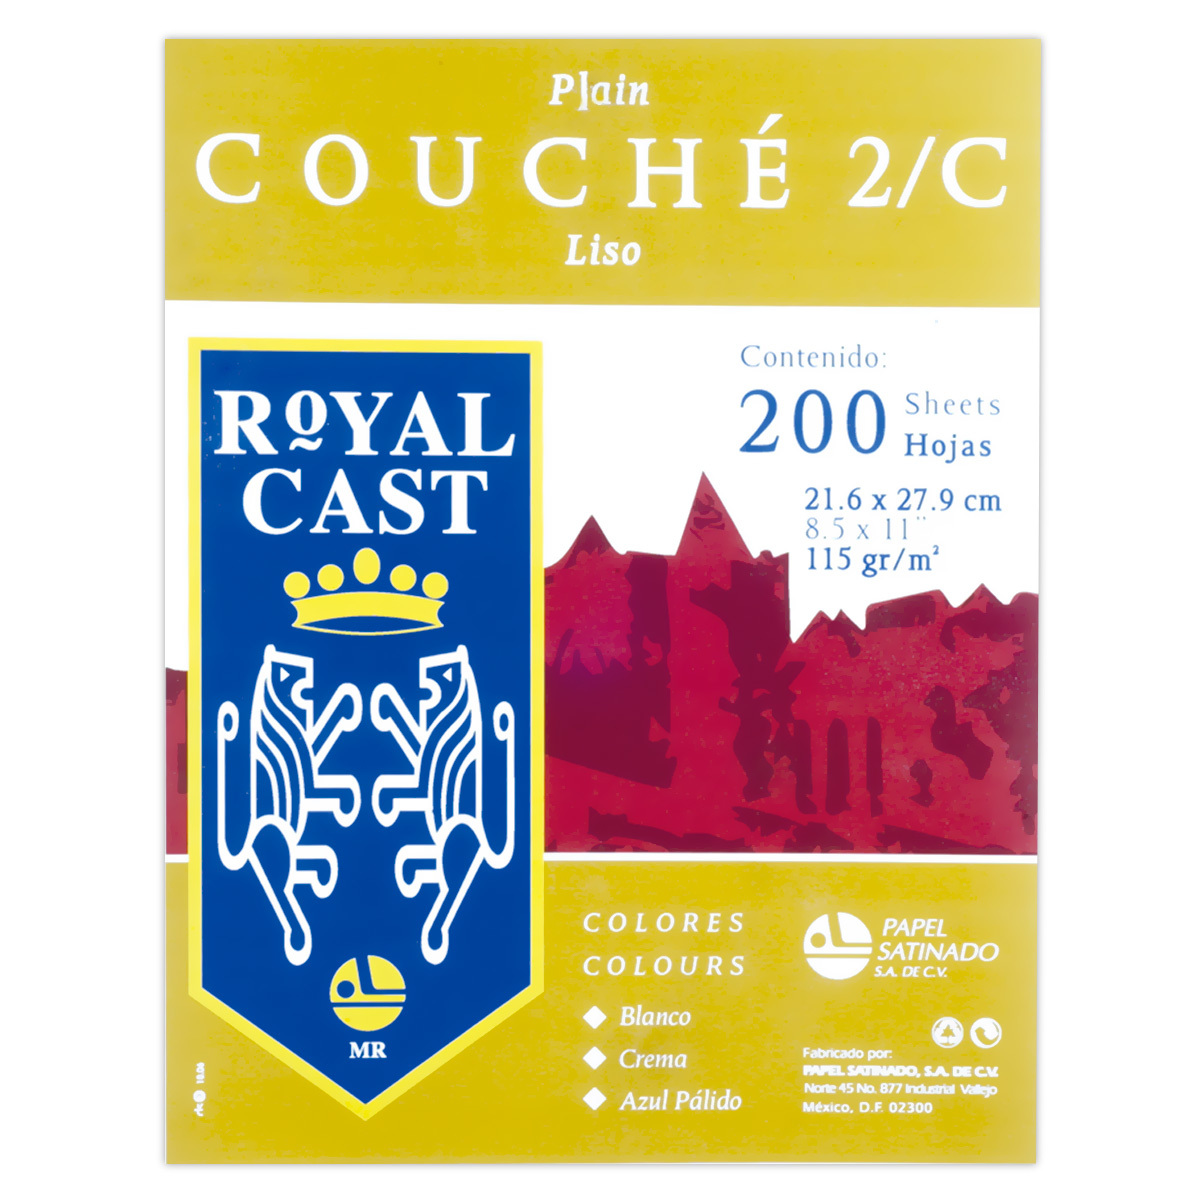 Plain
COUCHÉ 2/C
Liso
ROYAL
CAST
MR
Contenido:
200 Sheets
Hojas
21.6 x 27.9 cm
8.5 x 11"
115 gr/m²
COLORES
COLOURS
Blanco
Crema
Azul Pálido
PAPEL
SATINADO
S.A. DE C.V.
Fabricado por:
PAPEL SATINADO, S.A. DE C.V.
Norte 45 No. 877 Industrial Vallejo
México, D.F. 02300
10.06